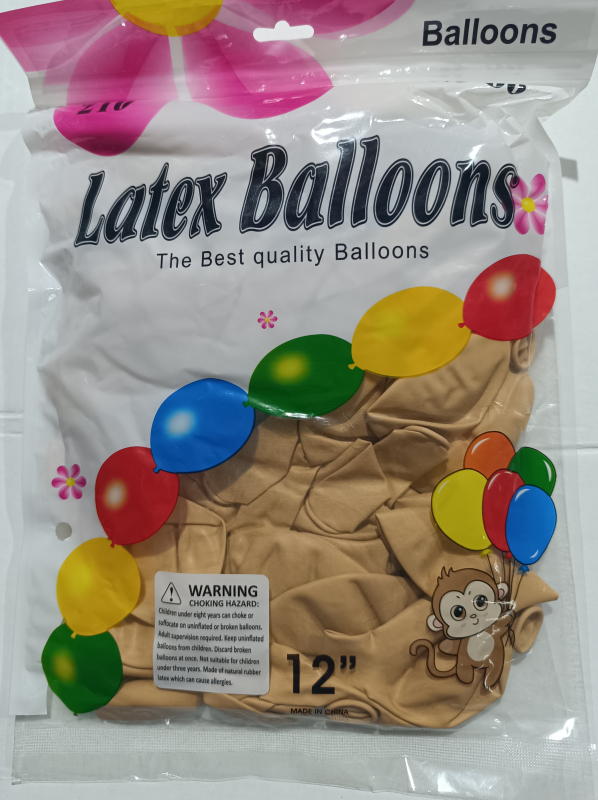 Balloons
210
Latex Balloons
The Best quality Balloons
WARNING
CHOKING HAZARD:
Children under eight years can choke or
suffocate on uninflated or broken balloons.
Adult supervision required. Keep uninflated
balloons from children. Discard broken
balloons at once. Not suitable for children
under three years. Made of natural rubber
latex which can cause allergies.
12”
MADE IN CHINA